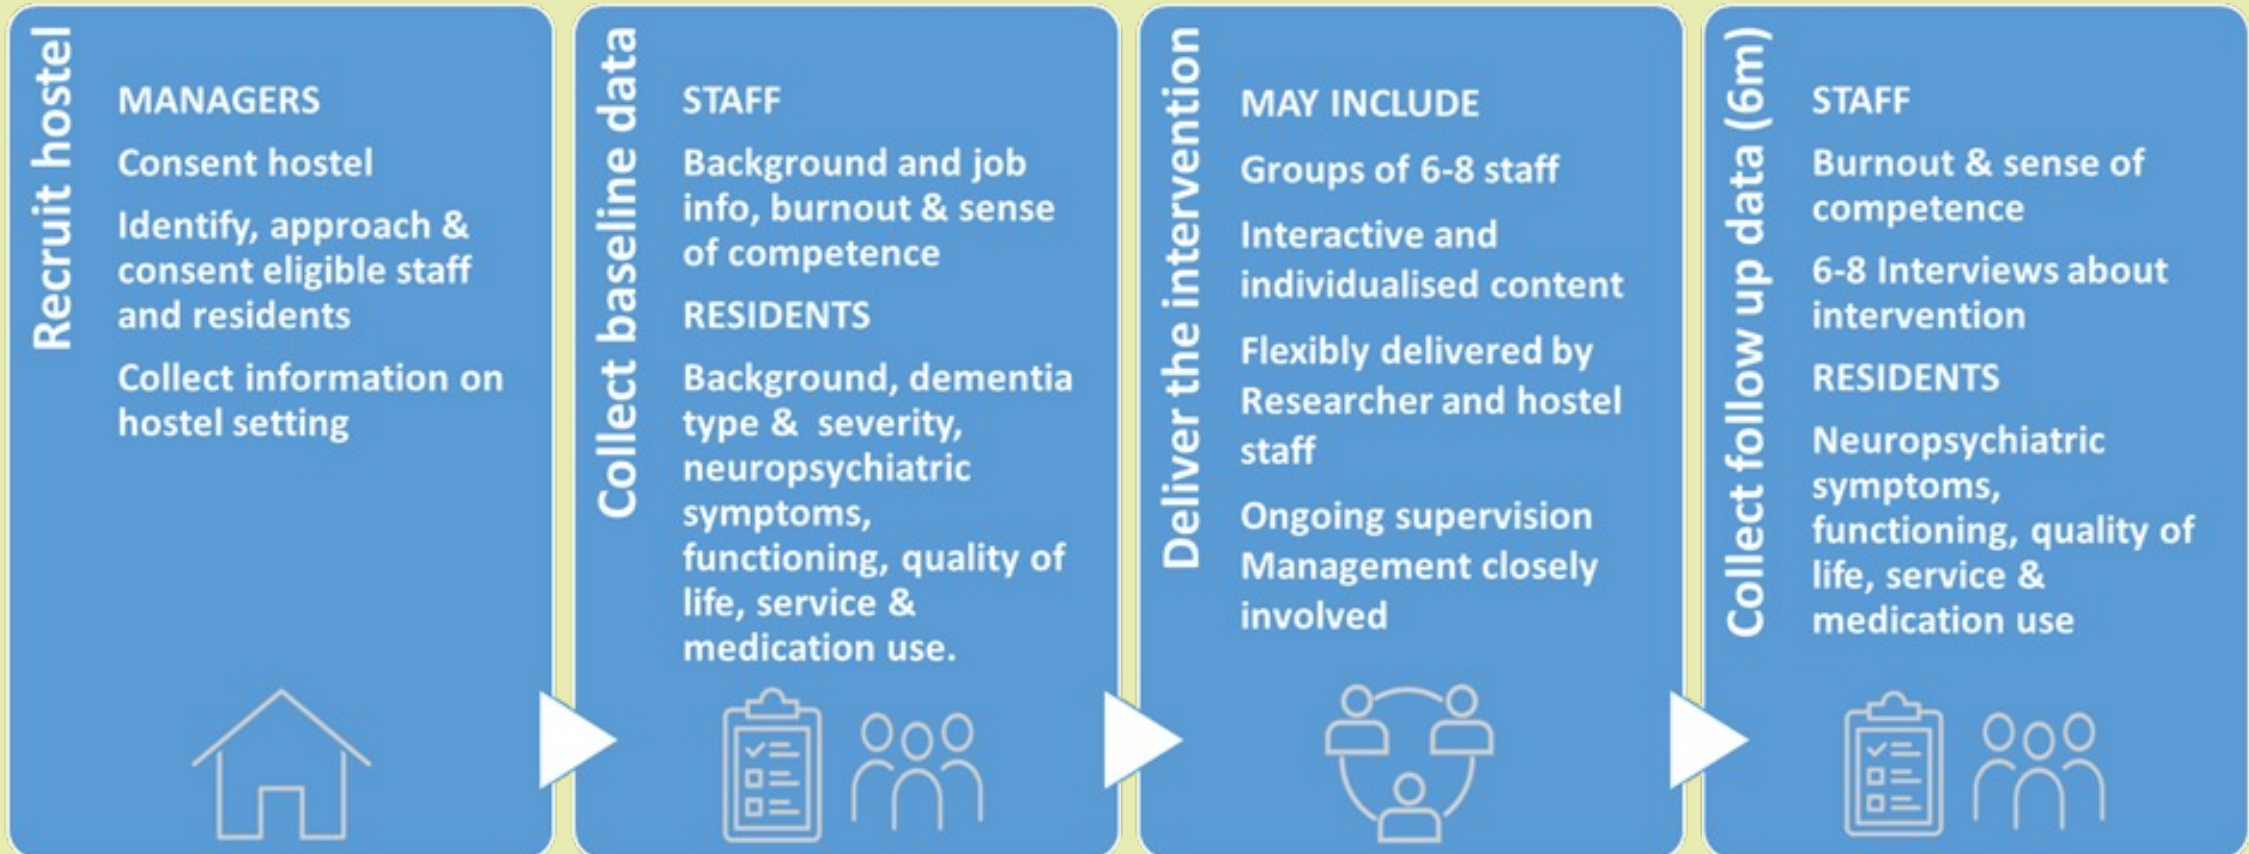 Recruit hostel
MANAGERS
Consent hostel
Identify, approach &
consent eligible staff
and residents
Collect information on
hostel setting
Collect baseline data
STAFF
Background and job
info, burnout & sense
of competence
RESIDENTS
Background, dementia
type & severity,
neuropsychiatric
symptoms,
functioning, quality of
life, service &
medication use.
Deliver the intervention
MAY INCLUDE
Groups of 6-8 staff
Interactive and
individualised content
Flexibly delivered by
Researcher and hostel
staff
Ongoing supervision
Management closely
involved
Collect follow up data (6m)
STAFF
Burnout & sense of
competence
6-8 Interviews about
intervention
RESIDENTS
Neuropsychiatric
symptoms,
functioning, quality of
life, service &
medication use